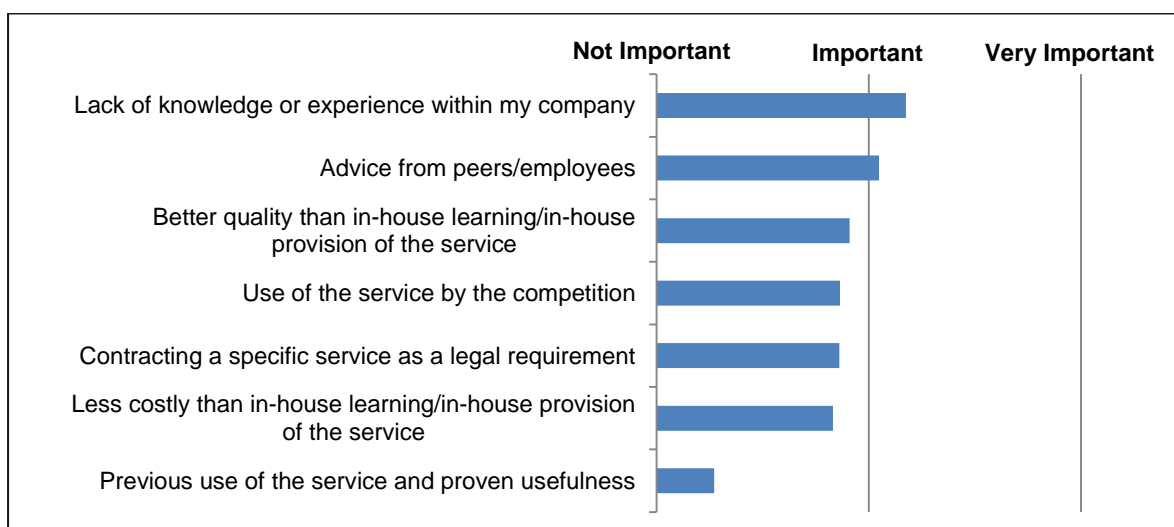 Not Important Important Very Important
Lack of knowledge or experience within my company
Advice from peers/employees
Better quality than in-house learning/in-house
provision of the service
Use of the service by the competition
Contracting a specific service as a legal requirement
Less costly than in-house learning/in-house provision
of the service
Previous use of the service and proven usefulness